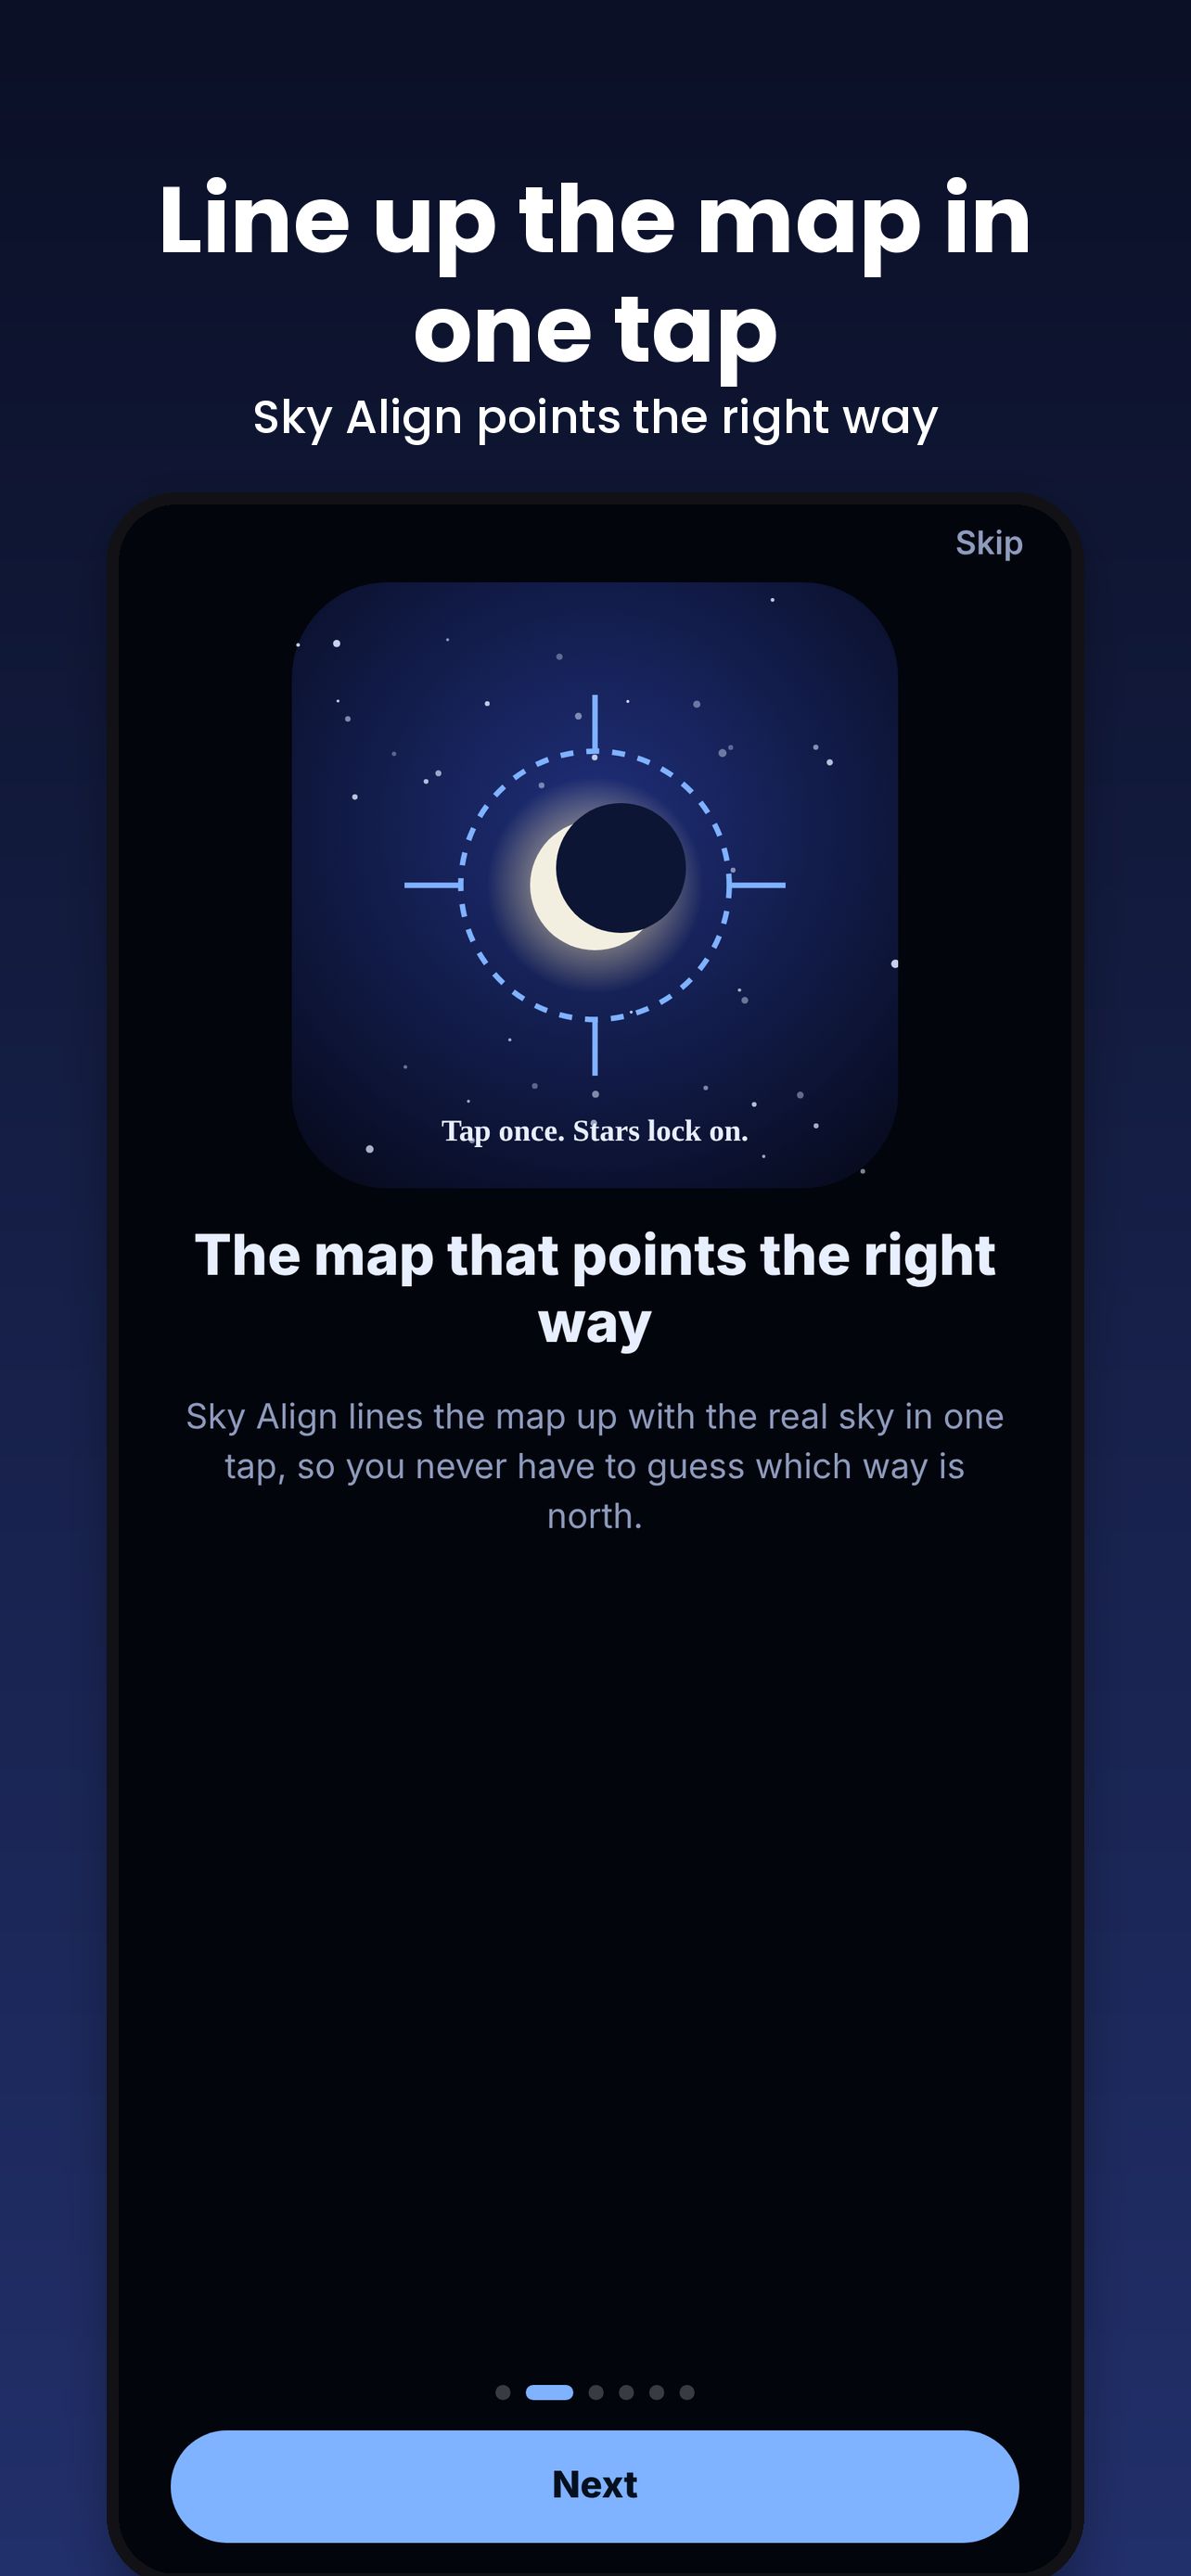 Line up the map in
one tap
Sky Align points the right way
Skip
Tap once. Stars lock on.
The map that points the right
way
Sky Align lines the map up with the real sky in one
tap, so you never have to guess which way is
north.
Next